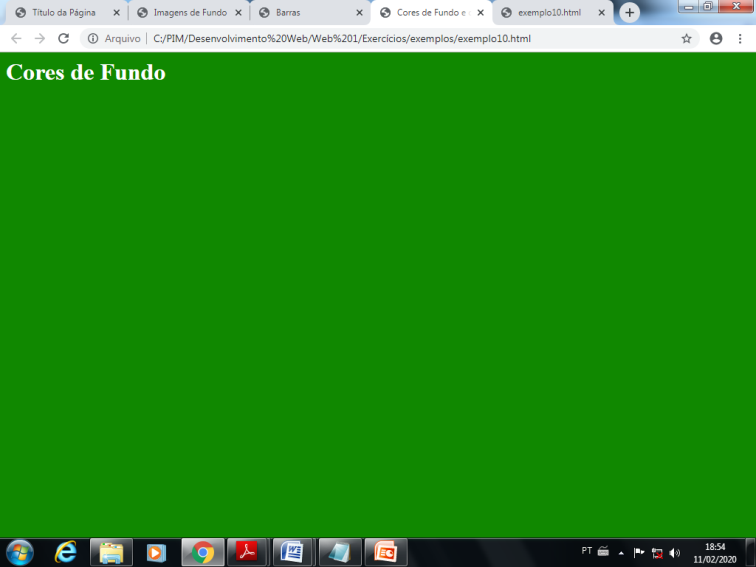 Título da Página
Imagens de Fundo
Barras
Cores de Fundo e
exemplo10.html
Arquivo
C:/PIM/Desenvolvimento%20Web/Web%201/Exercícios/exemplos/exemplo10.html
Cores de Fundo
PT
18:54
11/02/2020